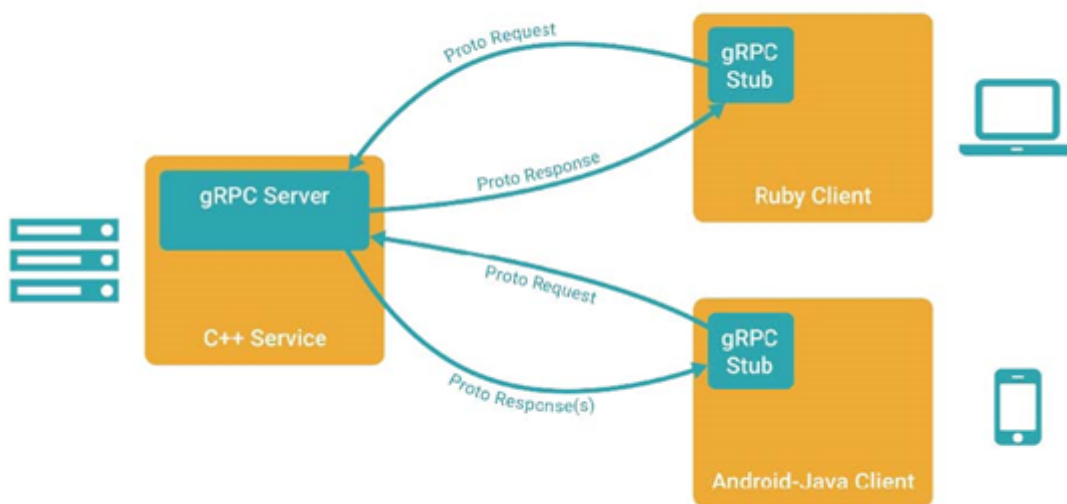 Proto Request
gRPC
Stub
Proto Response
Ruby Client
gRPC Server
C++ Service
Proto Request
gRPC
Stub
Proto Response(s)
Android-Java Client